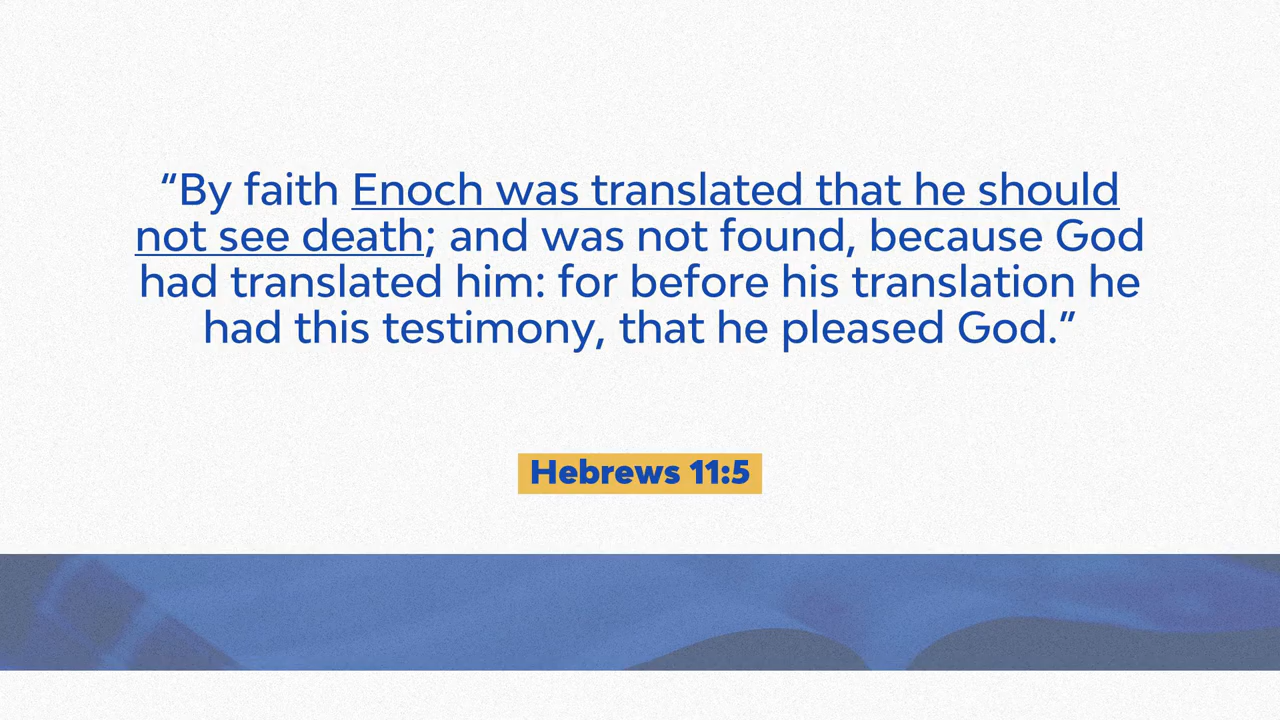 “By faith Enoch was translated that he should
not see death; and was not found, because God
had translated him: for before his translation he
had this testimony, that he pleased God.”
Hebrews 11:5